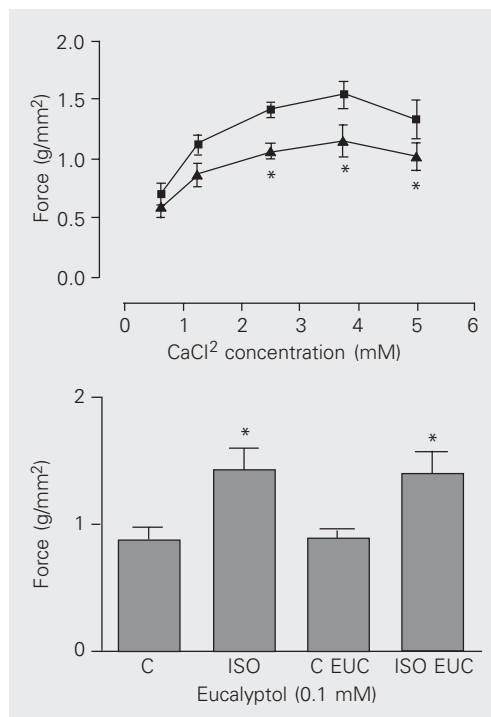 Force (g/mm²)
2.0
1.5
1.0
0.5
0.0
*
*
*
0 1 2 3 4 5 6
CaCl² concentration (mM)
Force (g/mm²)
2
1
0
*
*
C ISO C EUC ISO EUC
Eucalyptol (0.1 mM)